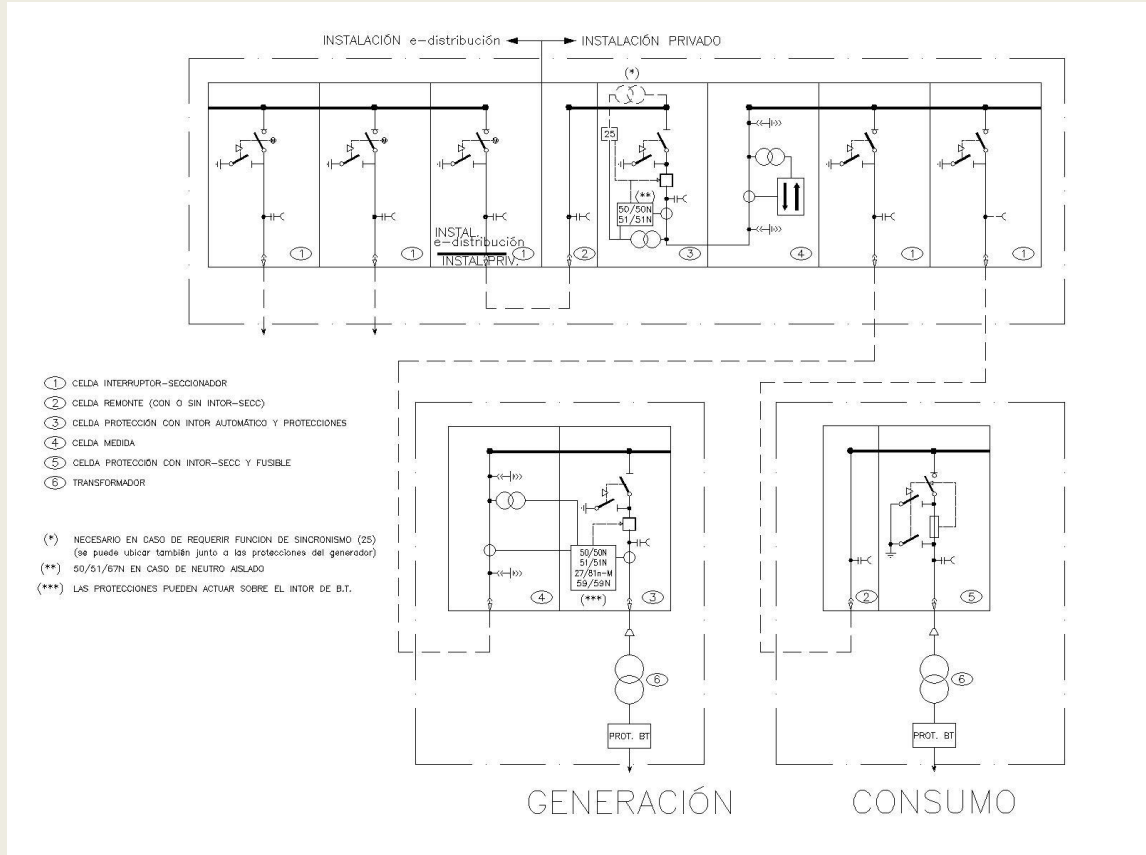 INSTALACIÓN e-distribución
INSTALACIÓN PRIVADO
(*)
25
(**)
50/50N
51/51N
INSTAL.
e-distribución
INSTAL.PRIV.
1
1
1
2
3
4
1
1
1 CELDA INTERRUPTOR-SECCIONADOR
2 CELDA REMONTE (CON O SIN INTOR-SECC)
3 CELDA PROTECCIÓN CON INTOR AUTOMÁTICO Y PROTECCIONES
4 CELDA MEDIDA
5 CELDA PROTECCIÓN CON INTOR-SECC Y FUSIBLE
6 TRANSFORMADOR
(*) NECESARIO EN CASO DE REQUERIR FUNCION DE SINCRONISMO (25)
(se puede ubicar también junto a las protecciones del generador)
(**) 50/51/67N EN CASO DE NEUTRO AISLADO
(***) LAS PROTECCIONES PUEDEN ACTUAR SOBRE EL INTOR DE B.T.
50/50N
51/51N
27/81m-M
59/59N
(***)
4
3
6
PROT. BT
GENERACIÓN
2
5
6
PROT. BT
CONSUMO